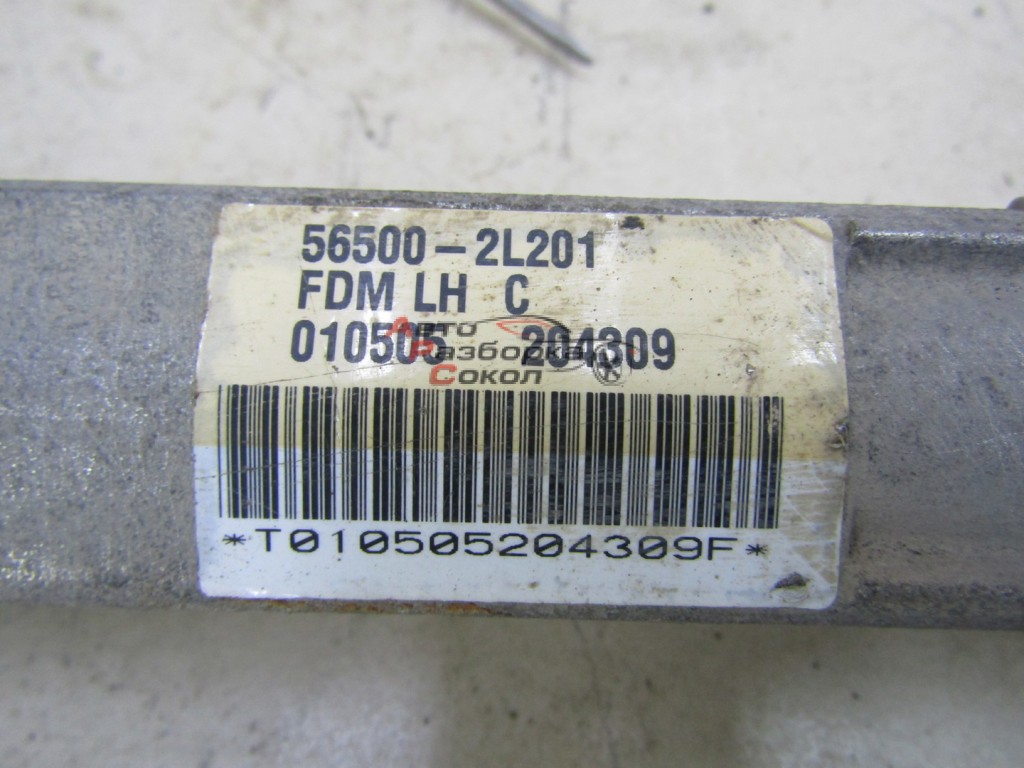 56500-2L201
FDM LH C
010505 204309
Авто
Разборка
Сокол
*T010505204309F*